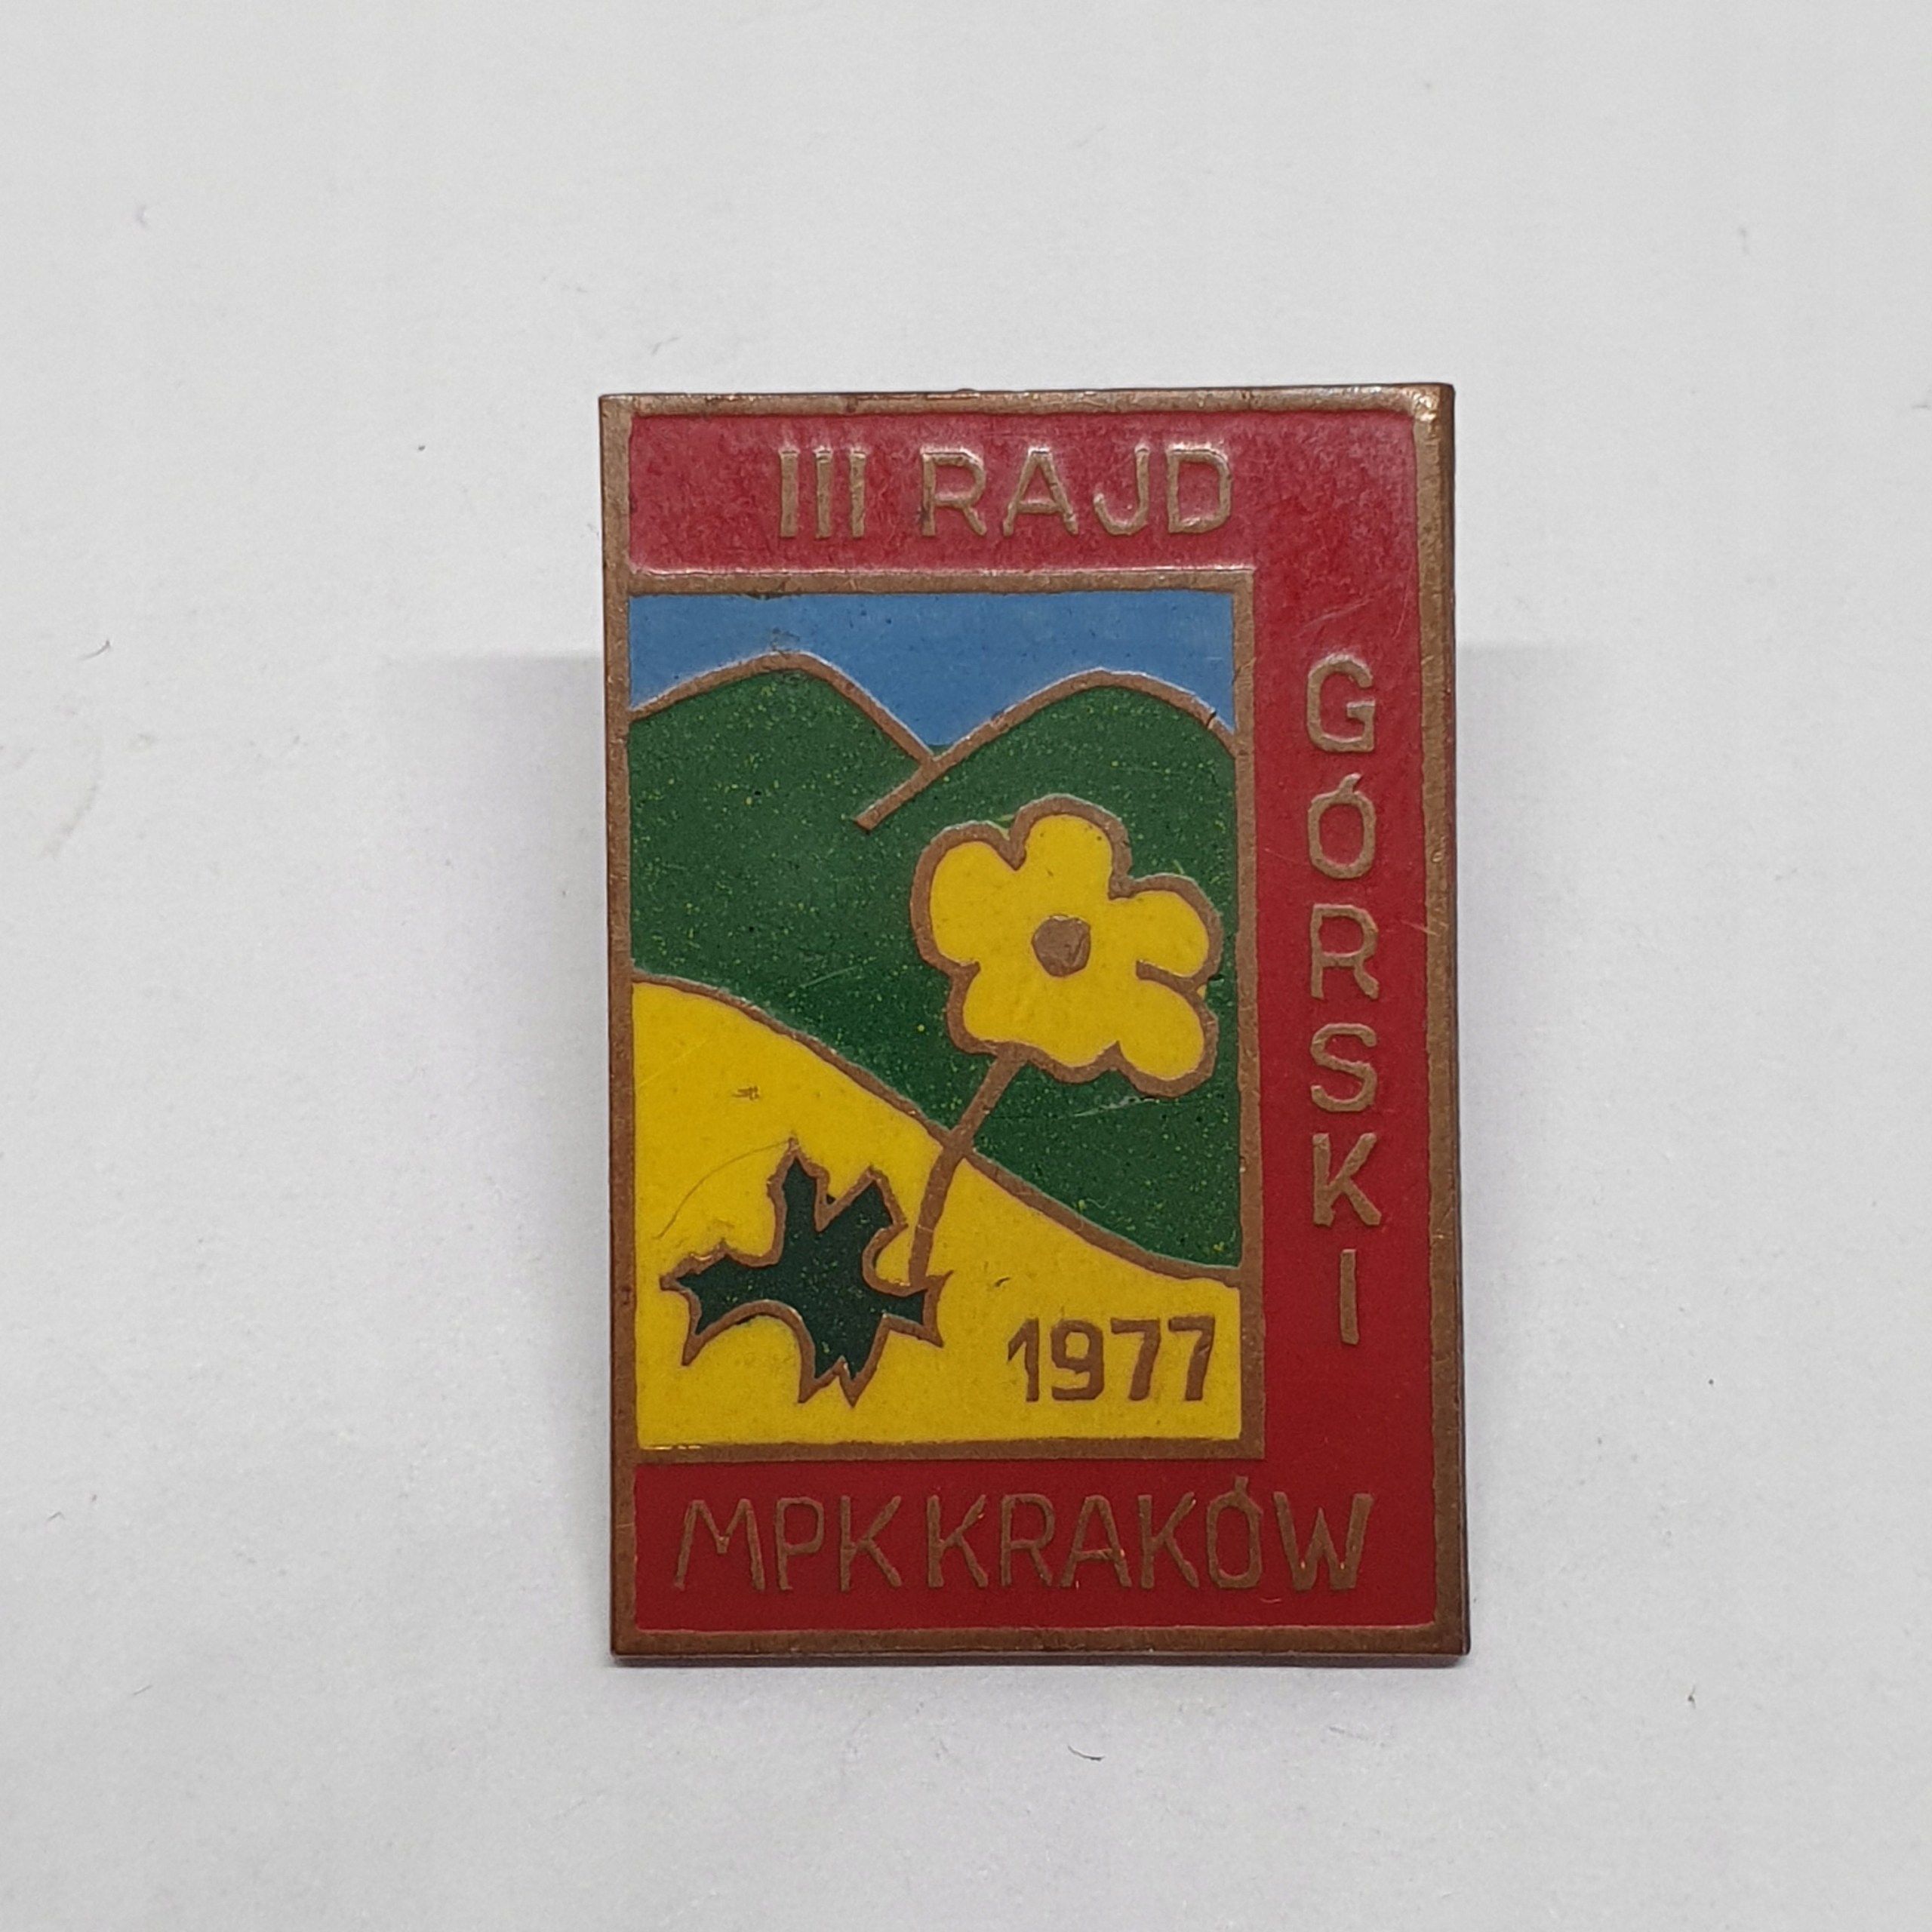 III RAJD
GÓRSKI
1977
MPK KRAKÓW